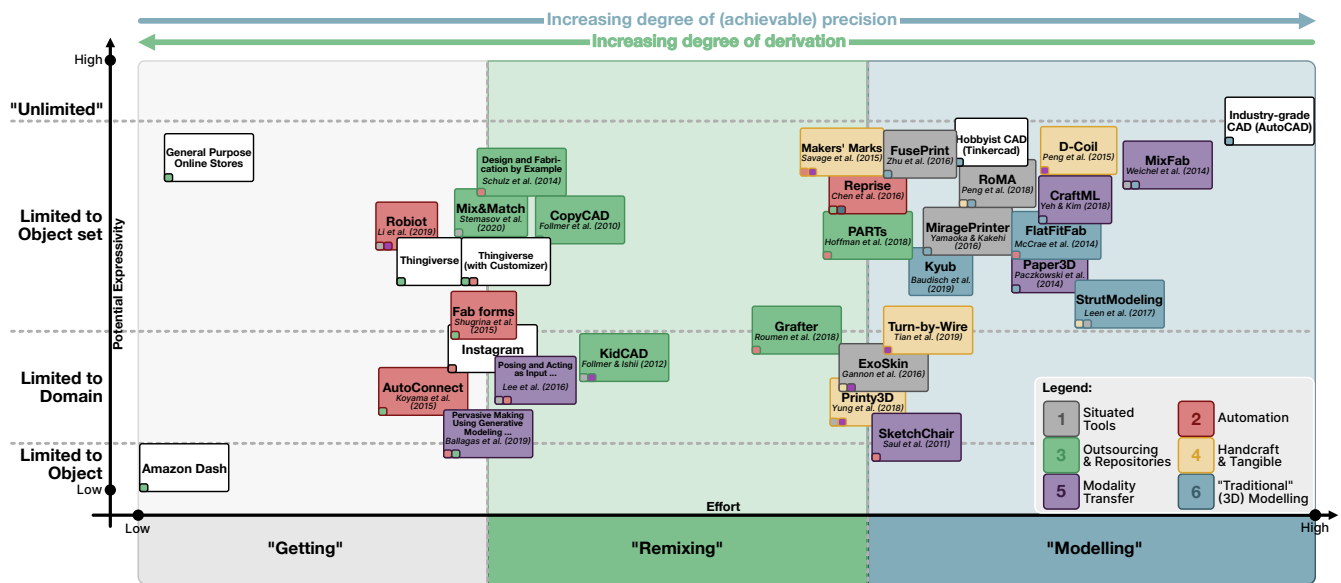 Increasing degree of (achievable) precision
Increasing degree of derivation
High
"Unlimited"
Limited to
Object set
Limited to
Domain
Limited to
Object
Low
Potential Expressivity
General Purpose
Online Stores
Industry-grade
CAD (AutoCAD)
Design and Fabri-
cation by Example
Schulz et al. (2014)
Makers' Marks
Savage et al. (2015)
FusePrint
Zhu et al. (2016)
Hobbyist CAD
(Tinkercad)
D-Coil
Peng et al. (2015)
MixFab
Weichel et al. (2014)
Reprise
Chen et al. (2016)
RoMA
Peng et al. (2018)
CraftML
Yeh & Kim (2018)
Robiot
Li et al. (2019)
Mix&Match
Stemasov et al.
(2020)
CopyCAD
Follmer et al. (2010)
PARTs
Hoffman et al. (2018)
MiragePrinter
Yamaoka & Kakehi
(2016)
FlatFitFab
McCrae et al. (2014)
Thingiverse
Thingiverse
(with Customizer)
Kyub
Baudisch et al.
(2019)
Paper3D
Paczkowski et al.
(2014)
StrutModeling
Leen et al. (2017)
Fab forms
Shugrina et al.
(2015)
Instagram
KidCAD
Follmer & Ishii (2012)
Grafter
Roumen et al. (2018)
Turn-by-Wire
Tian et al. (2019)
ExoSkin
Gannon et al. (2016)
AutoConnect
Koyama et al.
(2015)
Posing and Acting
as Input ...
Lee et al. (2016)
Printy3D
Yung et al. (2018)
Pervasive Making
Using Generative
Modeling ...
Ballagas et al. (2019)
SketchChair
Saul et al. (2011)
Amazon Dash
Legend:
1
Situated
Tools
2
Automation
3
Outsourcing
& Repositories
4
Handcraft
& Tangible
5
Modality
Transfer
6
"Traditional"
(3D) Modelling
Effort
Low
High
"Getting"
"Remixing"
"Modelling"